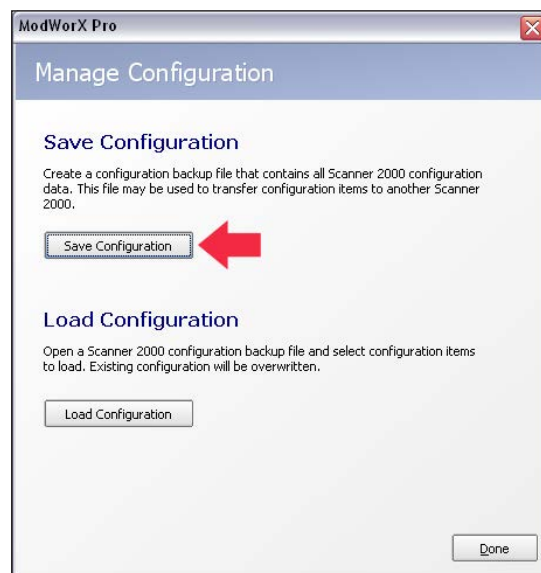 ModWorX Pro
Manage Configuration
Save Configuration
Create a configuration backup file that contains all Scanner 2000 configuration
data. This file may be used to transfer configuration items to another Scanner
2000.
Save Configuration
Load Configuration
Open a Scanner 2000 configuration backup file and select configuration items
to load. Existing configuration will be overwritten.
Load Configuration
Done